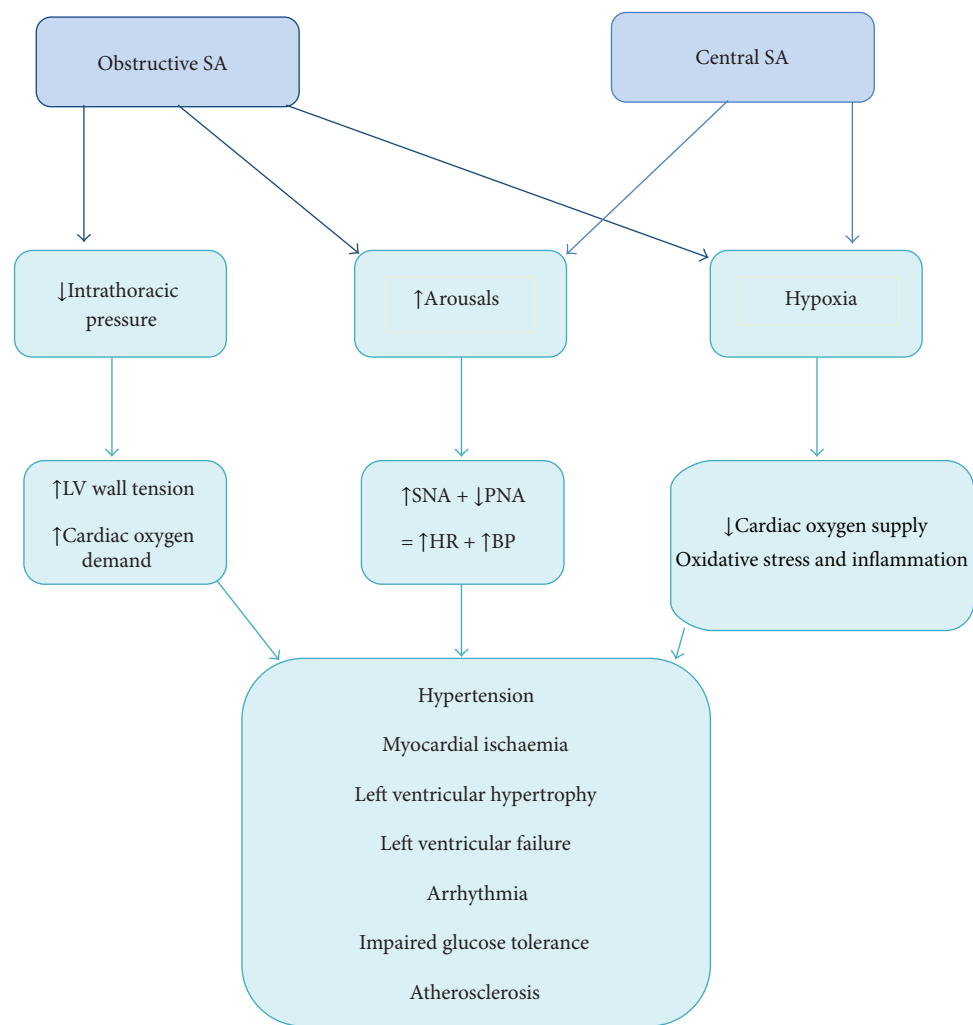 Obstructive SA
Central SA
↓Intrathoracic
pressure
↑Arousals
Hypoxia
↑LV wall tension
↑Cardiac oxygen
demand
↑SNA + ↓PNA
= ↑HR + ↑BP
↓Cardiac oxygen supply
Oxidative stress and inflammation
Hypertension
Myocardial ischaemia
Left ventricular hypertrophy
Left ventricular failure
Arrhythmia
Impaired glucose tolerance
Atherosclerosis